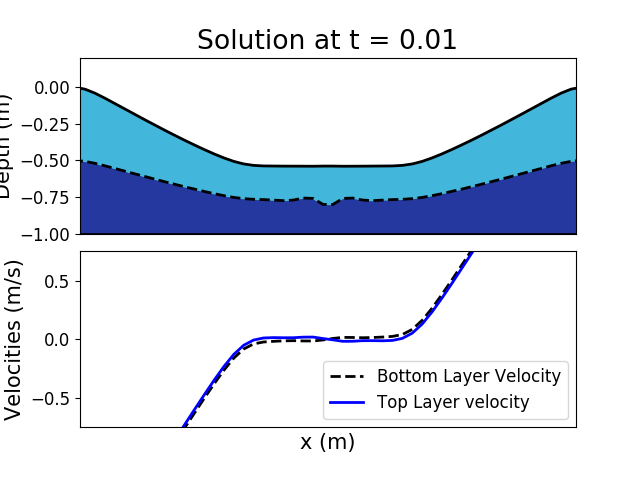 Solution at t = 0.01
Depth (m)
0.00
−0.25
−0.50
−0.75
−1.00
Velocities (m/s)
0.5
0.0
−0.5
Bottom Layer Velocity
Top Layer velocity
x (m)